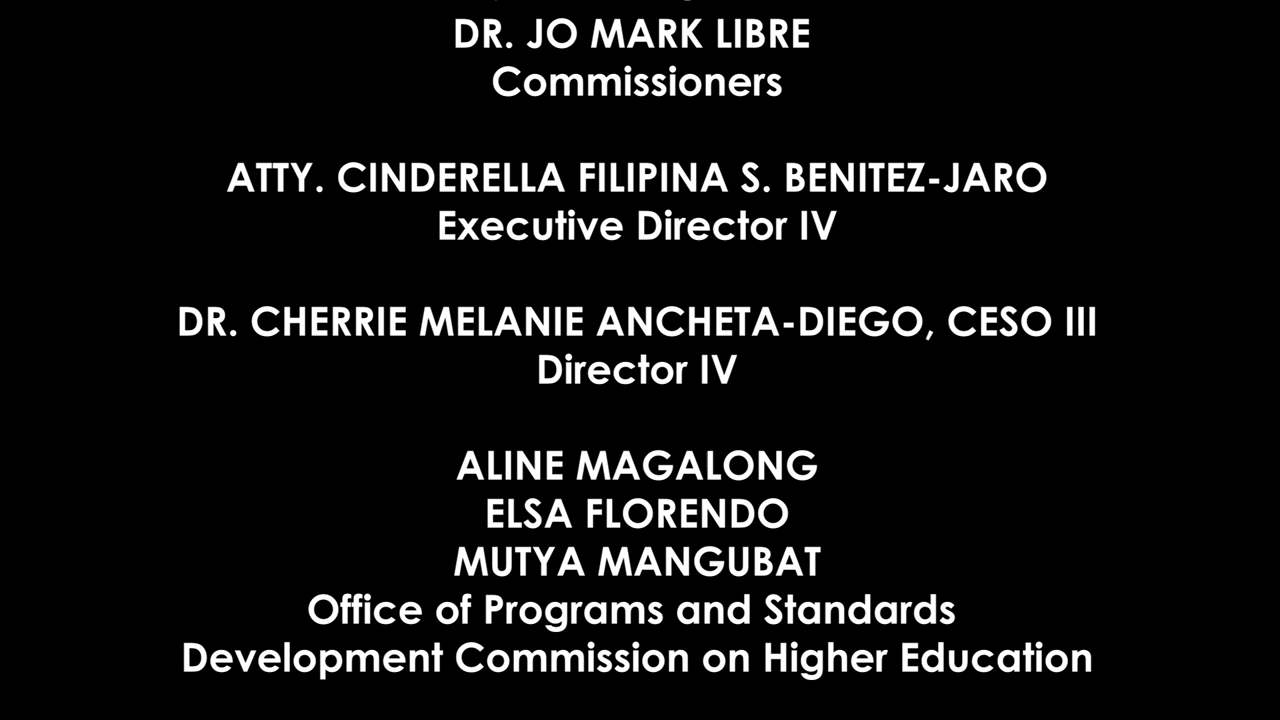 DR. JO MARK LIBRE
Commissioners
ATTY. CINDERELLA FILIPINA S. BENITEZ-JARO
Executive Director IV
DR. CHERRIE MELANIE ANCHETA-DIEGO, CESO III
Director IV
ALINE MAGALONG
ELSA FLORENDO
MUTYA MANGUBAT
Office of Programs and Standards
Development Commission on Higher Education